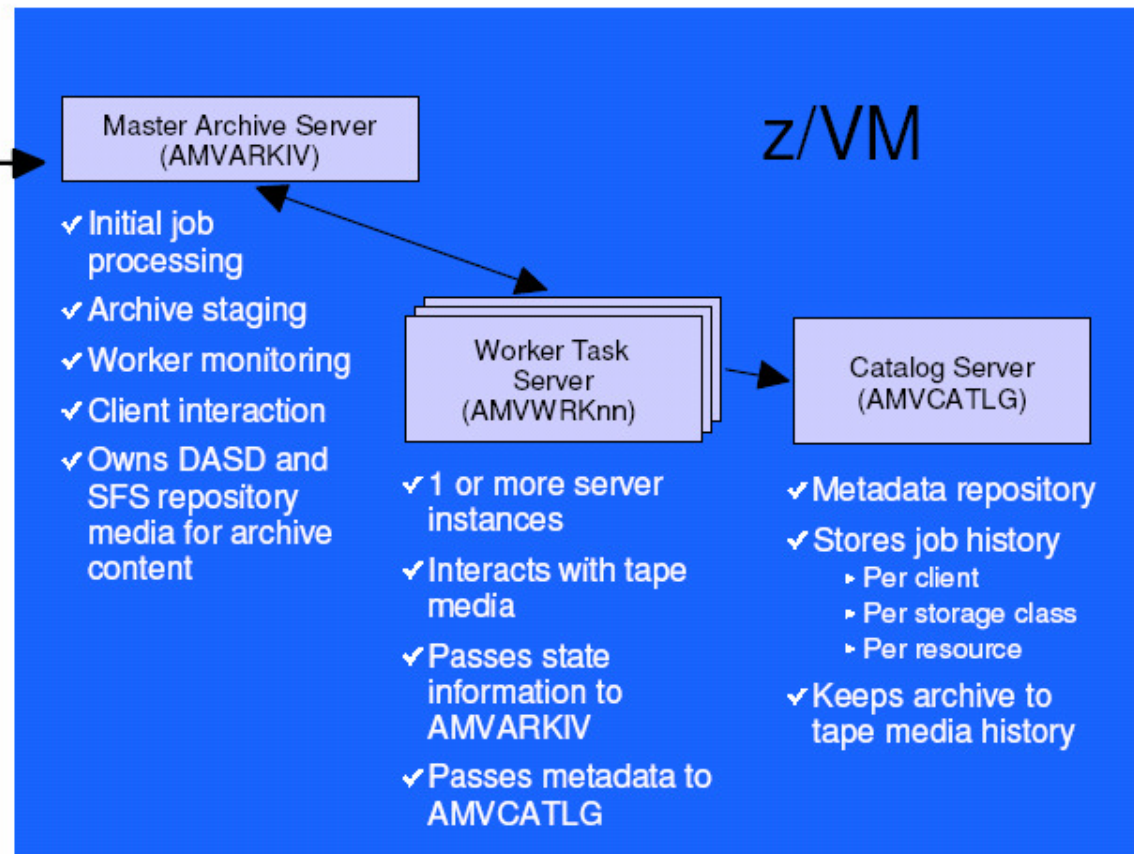 z/VM
Master Archive Server
(AMVARKIV)
Initial job
processing
Archive staging
Worker monitoring
Client interaction
Owns DASD and
SFS repository
media for archive
content
Worker Task
Server
(AMVWRKnn)
1 or more server
instances
Interacts with tape
media
Passes state
information to
AMVARKIV
Passes metadata to
AMVCATLG
Catalog Server
(AMVCATLG)
Metadata repository
Stores job history
Per client
Per storage class
Per resource
Keeps archive to
tape media history